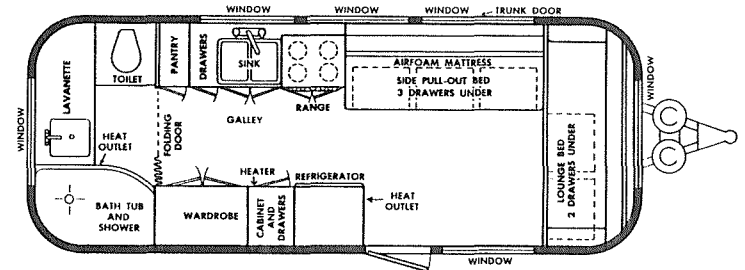 WINDOW
WINDOW
WINDOW
TRUNK DOOR
TOILET
PANTRY
DRAWERS
SINK
RANGE
AIRFOAM MATTRESS
SIDE PULL-OUT BED
3 DRAWERS UNDER
WINDOW
LAVANETTE
WINDOW
HEAT
OUTLET
FOLDING
DOOR
GALLEY
LOUNGE BED
2 DRAWERS UNDER
HEATER
REFRIGERATOR
BATH TUB
AND
SHOWER
WARDROBE
CABINET
AND
DRAWERS
HEAT
OUTLET
WINDOW